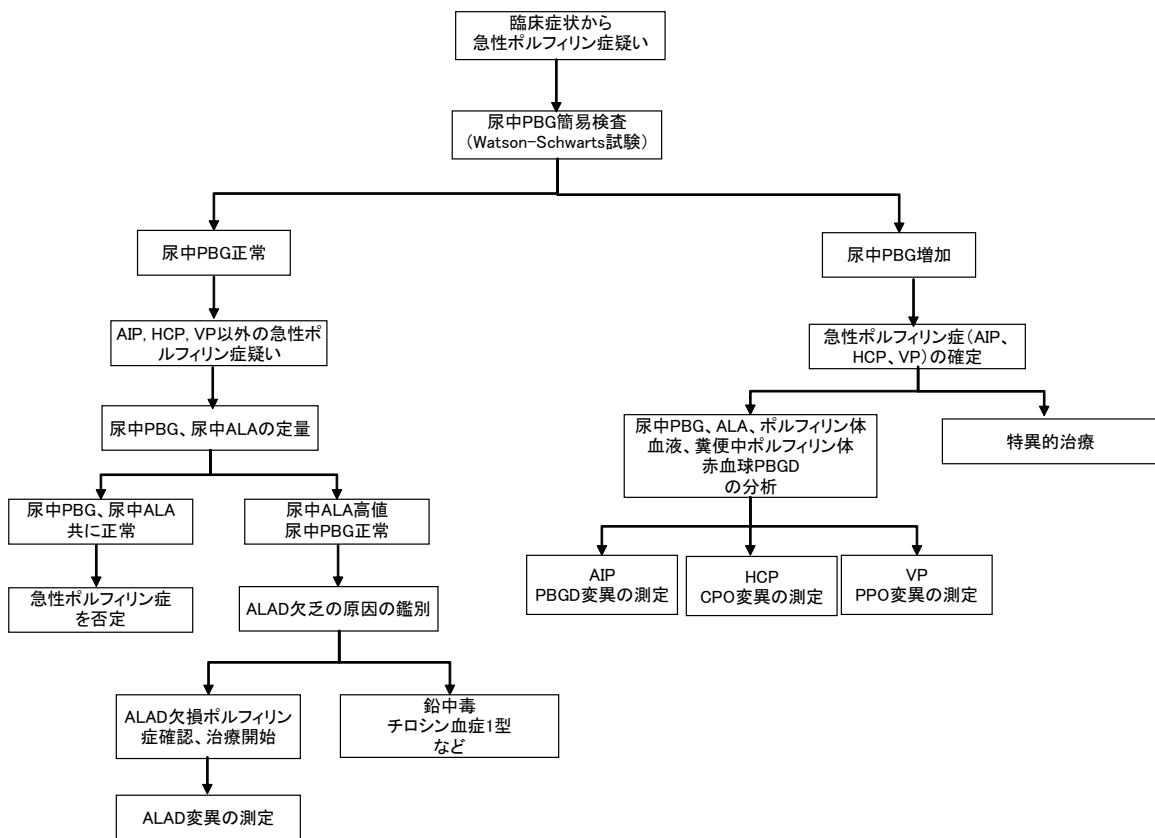 臨床症状から
急性ポルフィリン症疑い
尿中PBG簡易検査
(Watson-Schwarts試験)
尿中PBG正常
尿中PBG増加
AIP, HCP, VP以外の急性ポ
ルフィリン症疑い
急性ポルフィリン症(AIP、
HCP、VP)の確定
尿中PBG、尿中ALAの定量
尿中PBG、ALA、ポルフィリン体
血液、糞便中ポルフィリン体
赤血球PBGD
の分析
特異的治療
尿中PBG、尿中ALA
共に正常
尿中ALA高値
尿中PBG正常
AIP
PBGD変異の測定
HCP
CPO変異の測定
VP
PPO変異の測定
急性ポルフィリン症
を否定
ALAD欠乏の原因の鑑別
ALAD欠損ポルフィリン
症確認、治療開始
鉛中毒
チロシン血症1型
など
ALAD変異の測定